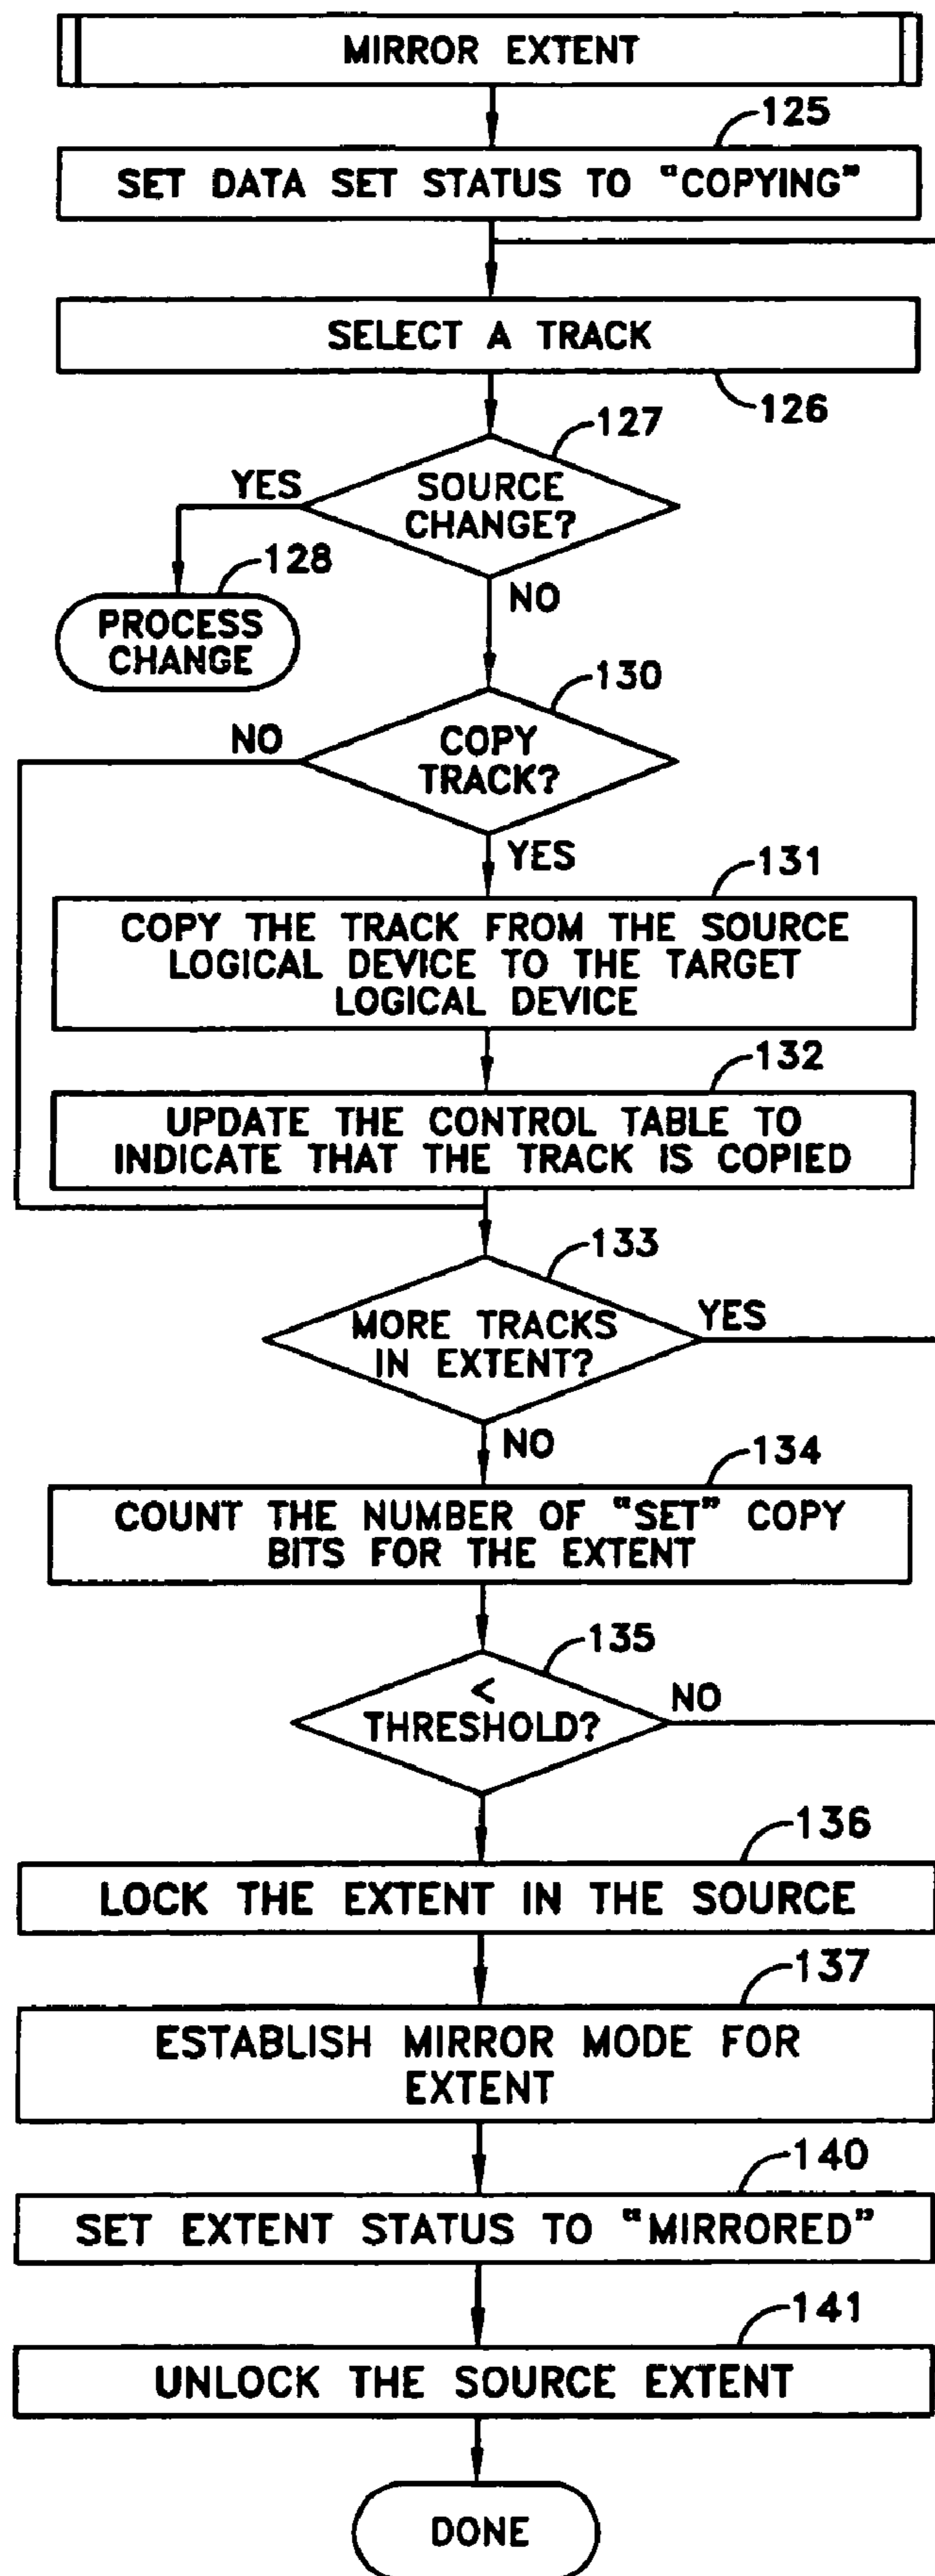 MIRROR EXTENT
125
SET DATA SET STATUS TO "COPYING"
SELECT A TRACK
126
127
SOURCE
CHANGE?
YES
NO
128
PROCESS
CHANGE
130
COPY
TRACK?
NO
YES
131
COPY THE TRACK FROM THE SOURCE
LOGICAL DEVICE TO THE TARGET
LOGICAL DEVICE
132
UPDATE THE CONTROL TABLE TO
INDICATE THAT THE TRACK IS COPIED
133
MORE TRACKS
IN EXTENT?
YES
NO
134
COUNT THE NUMBER OF "SET" COPY
BITS FOR THE EXTENT
135
<
THRESHOLD?
NO
136
LOCK THE EXTENT IN THE SOURCE
137
ESTABLISH MIRROR MODE FOR
EXTENT
140
SET EXTENT STATUS TO "MIRRORED"
141
UNLOCK THE SOURCE EXTENT
DONE